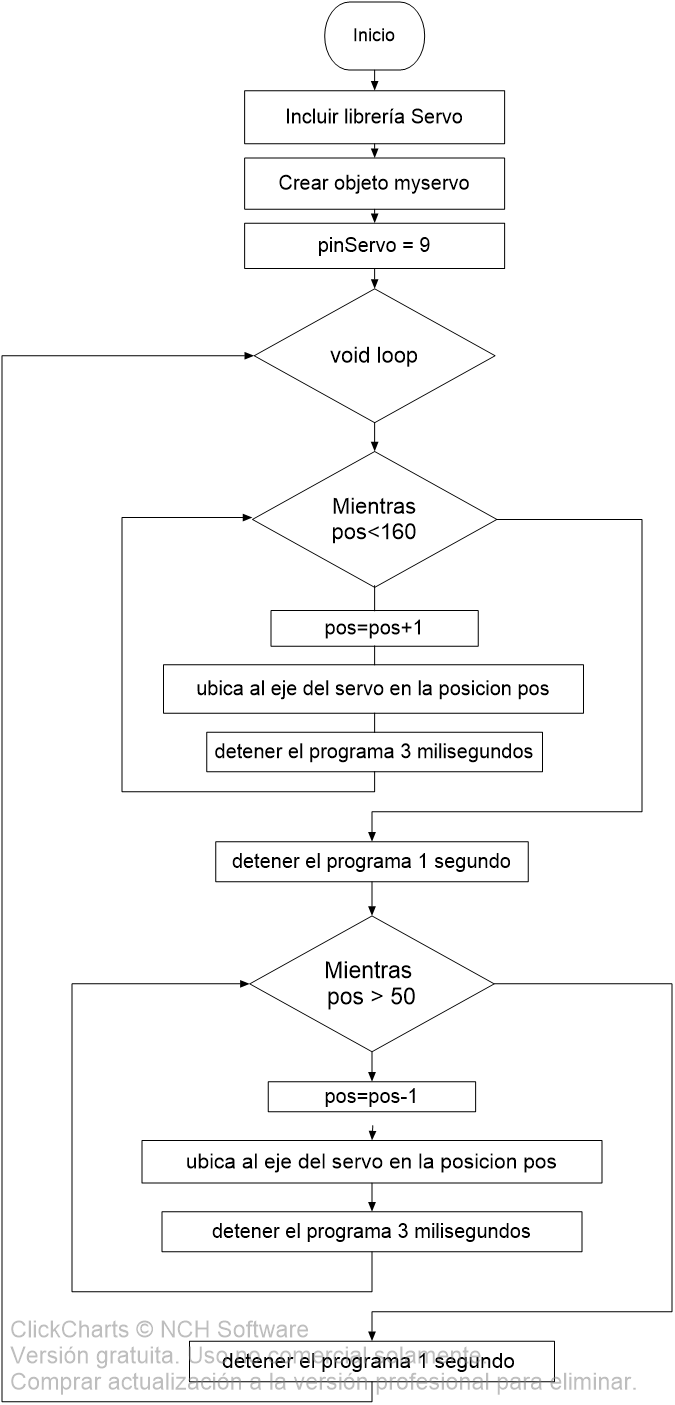 Inicio
Incluir librería Servo
Crear objeto myservo
pinServo = 9
void loop
Mientras
pos<160
pos=pos+1
ubica al eje del servo en la posicion pos
detener el programa 3 milisegundos
detener el programa 1 segundo
Mientras
pos > 50
pos=pos-1
ubica al eje del servo en la posicion pos
detener el programa 3 milisegundos
detener el programa 1 segundo
ClickCharts © NCH Software
Versión gratuita. Uso no comercial solamente.
Comprar actualización a la versión profesional para eliminar.